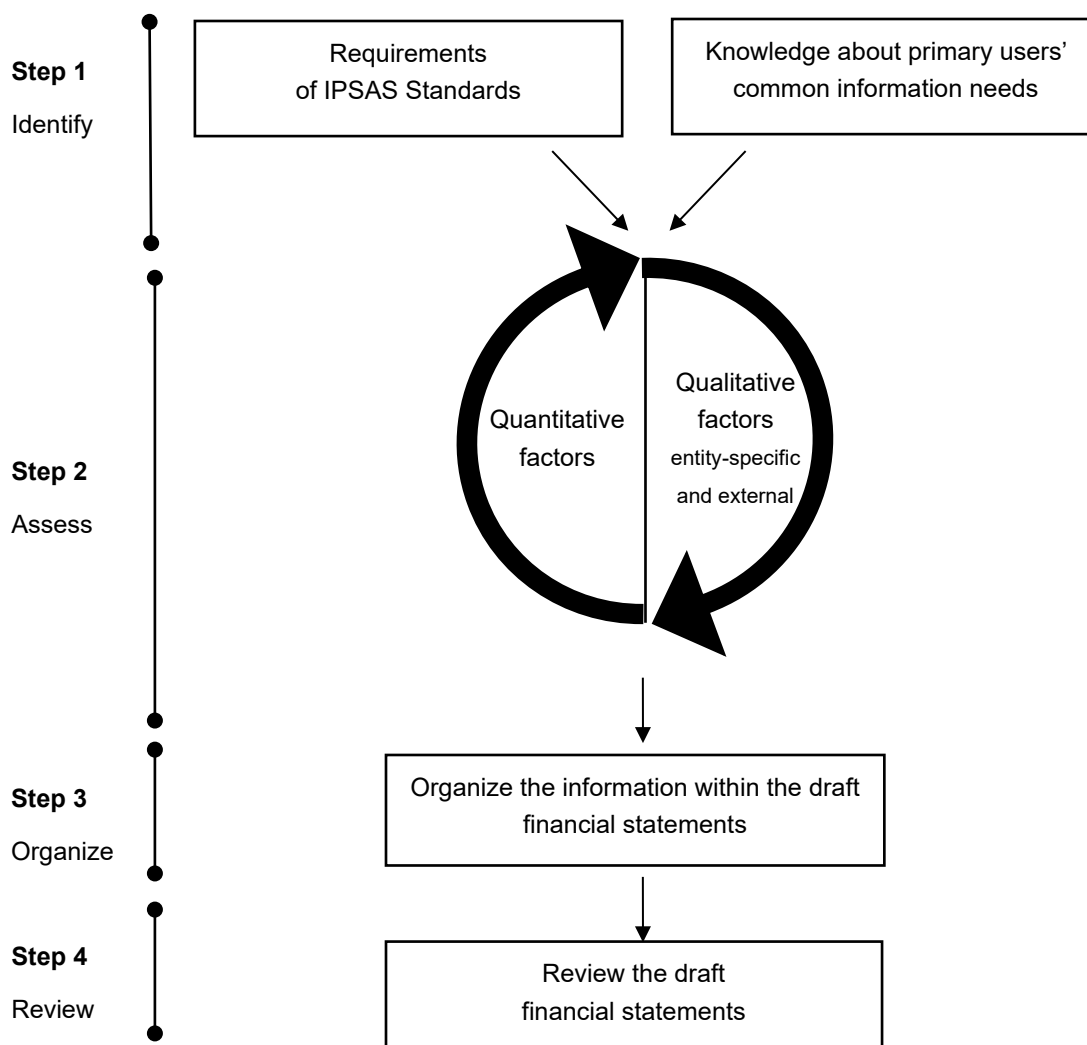 Step 1
Identify
Requirements
of IPSAS Standards
Knowledge about primary users’
common information needs
Step 2
Assess
Quantitative
factors
Qualitative
factors
entity-specific
and external
Step 3
Organize
Organize the information within the draft
financial statements
Step 4
Review
Review the draft
financial statements